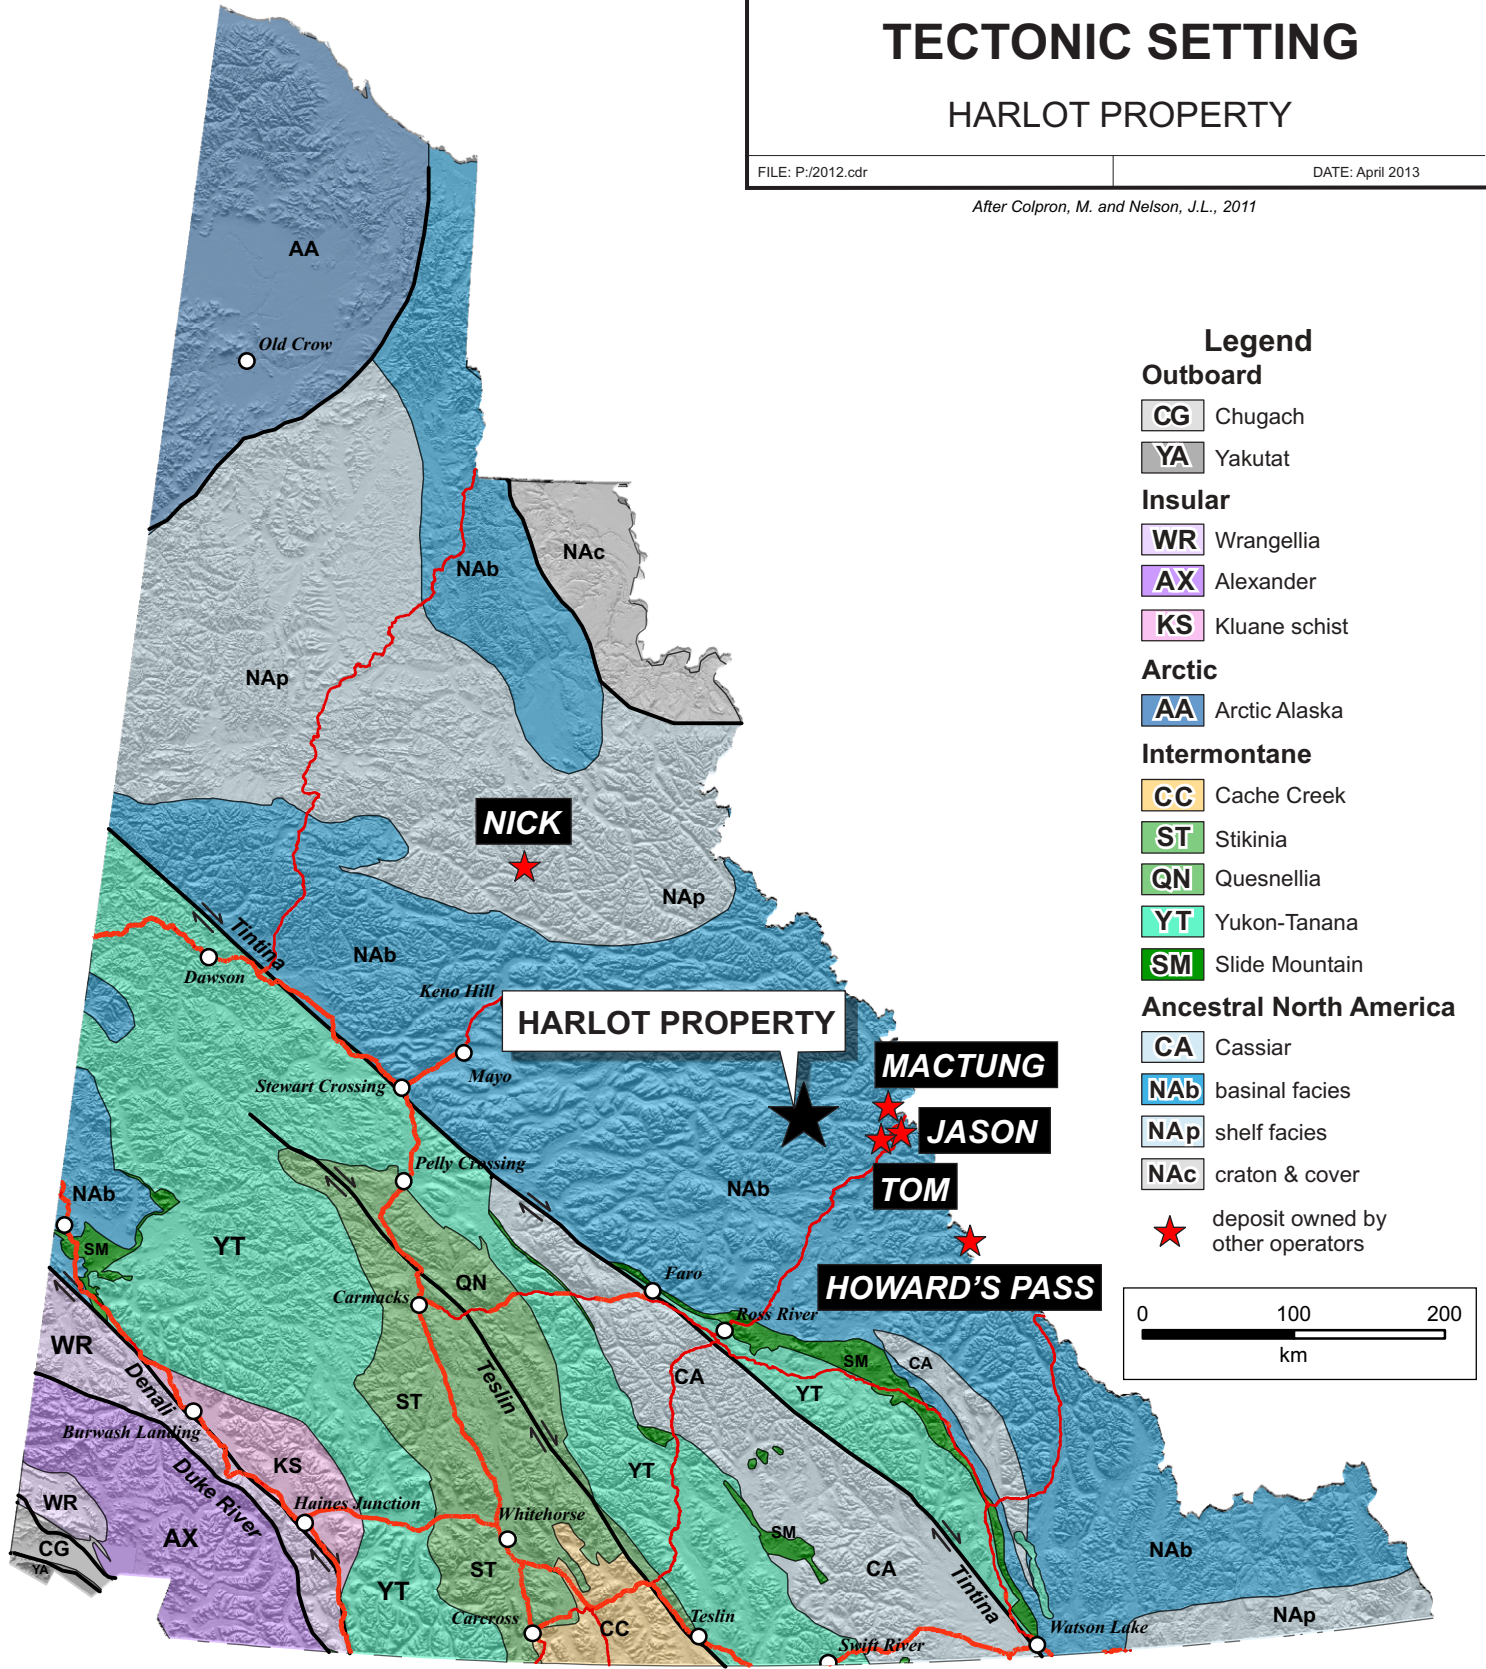 TECTONIC SETTING
HARLOT PROPERTY
FILE: P:/2012.cdr
DATE: April 2013
After Colpron, M. and Nelson, J.L., 2011
AA
Old Crow
NAc
NAb
NAp
NICK
NAp
Tintina
NAb
Dawson
Keno Hill
HARLOT PROPERTY
Mayo
MACTUNG
Stewart Crossing
JASON
Pelly Crossing
TOM
NAb
NAb
YT
SM
QN
Faro
HOWARD'S PASS
Carmacks
Ross River
WR
SM
CA
CA
Denali
Teslin
YT
ST
Burwash Landing
KS
YT
Duke River
WR
Haines Junction
Whitehorse
SM
AX
CG
YA
NAb
ST
CA
YT
Tintina
Carcross
CC
Teslin
NAp
Swift River
Watson Lake
Legend
Outboard
CG Chugach
YA Yakutat
Insular
WR Wrangellia
AX Alexander
KS Kluane schist
Arctic
AA Arctic Alaska
Intermontane
CC Cache Creek
ST Stikinia
QN Quesnellia
YT Yukon-Tanana
SM Slide Mountain
Ancestral North America
CA Cassiar
NAb basinal facies
NAp shelf facies
NAc craton & cover
deposit owned by
other operators
0 100 200
km